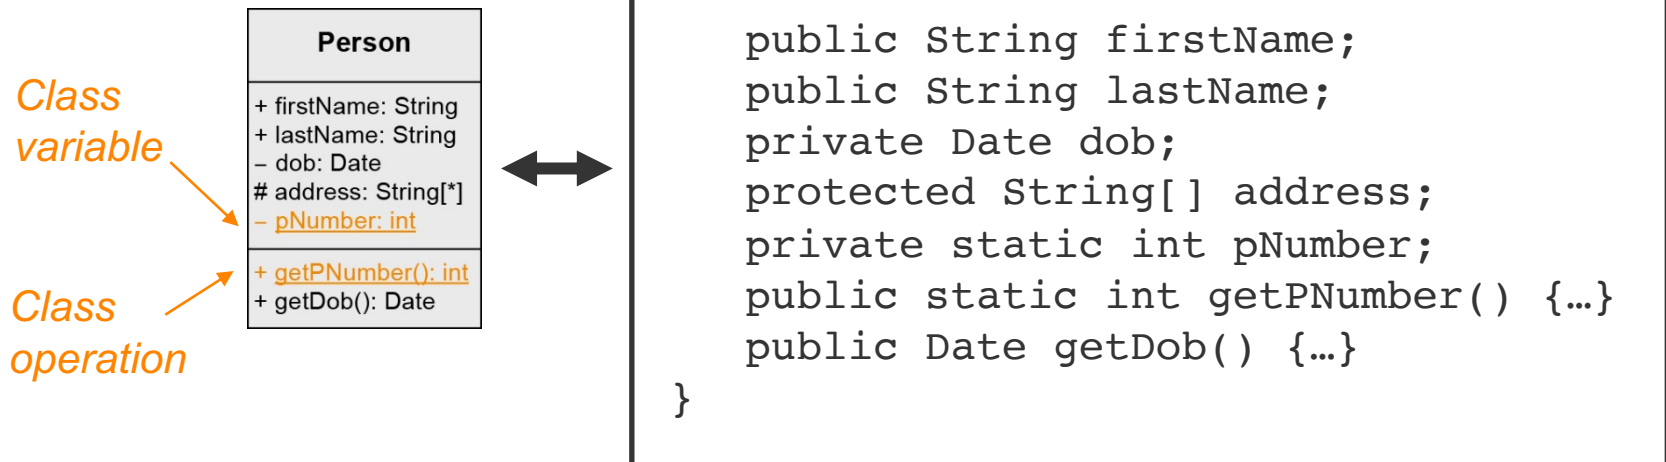 Class
variable
Person
+ firstName: String
+ lastName: String
– dob: Date
# address: String[*]
– pNumber: int
+ getPNumber(): int
+ getDob(): Date
Class
operation
public String firstName;
public String lastName;
private Date dob;
protected String[] address;
private static int pNumber;
public static int getPNumber() {…}
public Date getDob() {…}
}